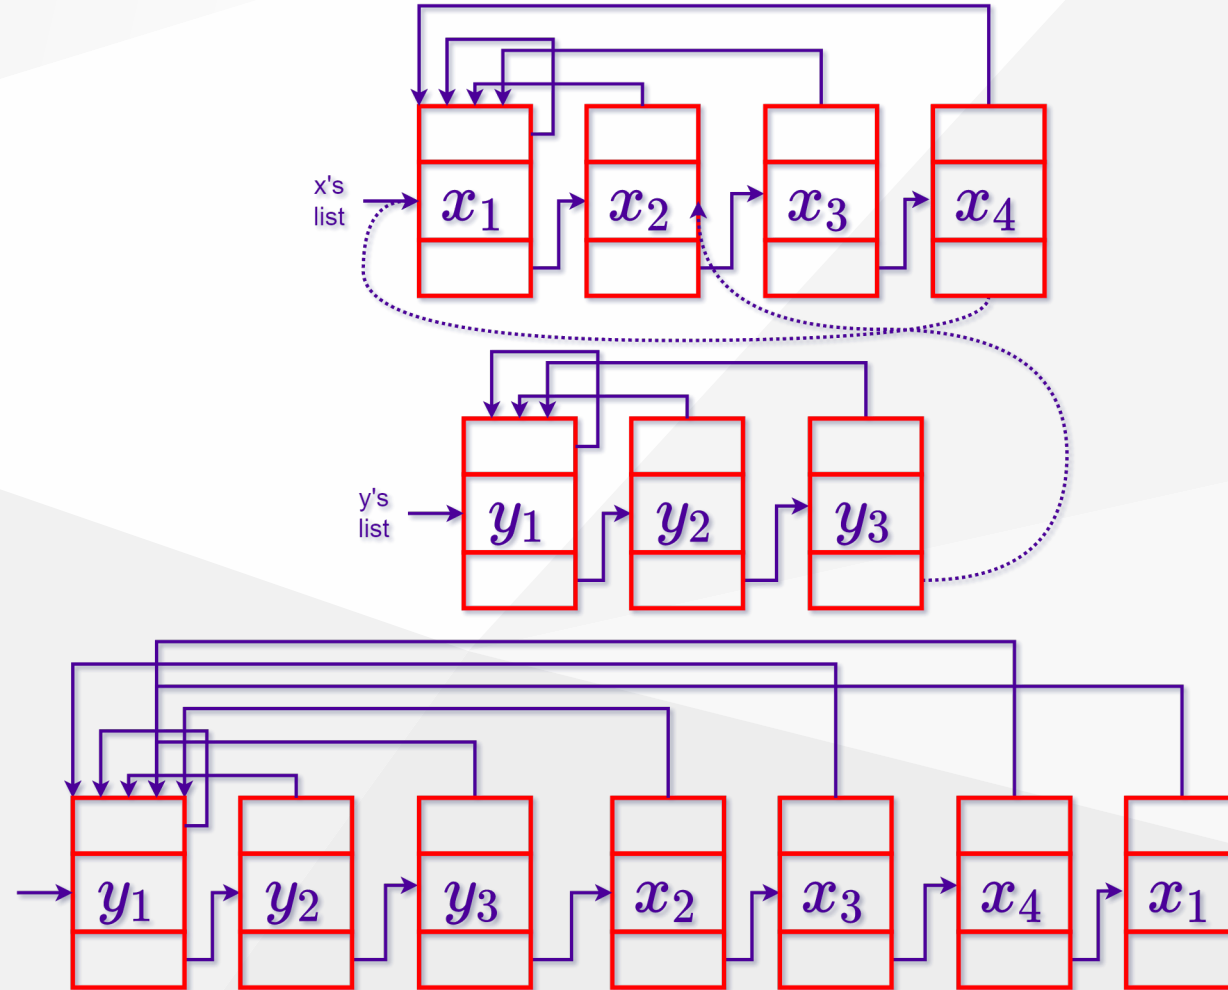 x's
list
x₁
x₂
x₃
x₄
y's
list
y₁
y₂
y₃
y₁
y₂
y₃
x₂
x₃
x₄
x₁